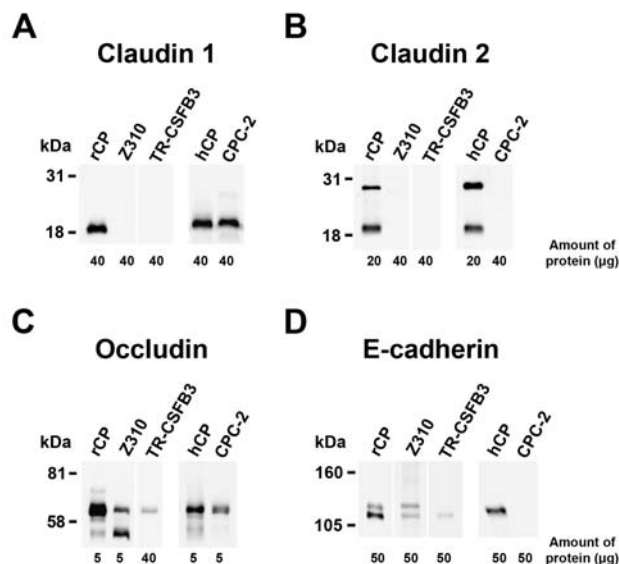 A
Claudin 1
kDa
rCP
Z310
TR-CSFB3
hCP
CPC-2
31
18
40 40 40 40 40
B
Claudin 2
kDa
rCP
Z310
TR-CSFB3
hCP
CPC-2
31
18
20 40 40 20 40
Amount of
protein (µg)
C
Occludin
kDa
rCP
Z310
TR-CSFB3
hCP
CPC-2
81
58
5 5 40 5 5
D
E-cadherin
kDa
rCP
Z310
TR-CSFB3
hCP
CPC-2
160
105
50 50 50 50 50
Amount of
protein (µg)